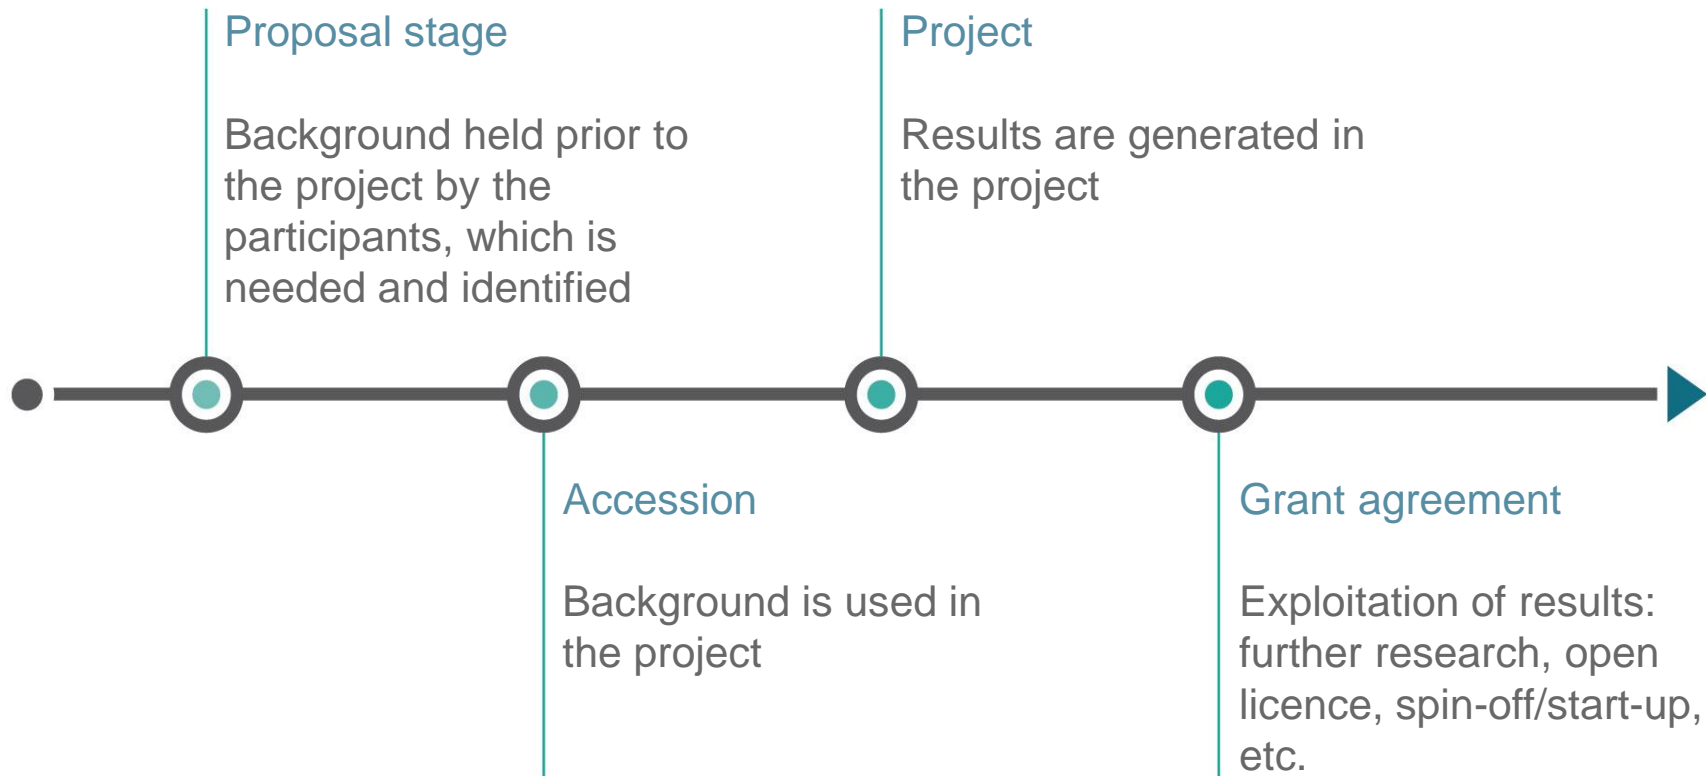 Proposal stage
Background held prior to
the project by the
participants, which is
needed and identified
Accession
Background is used in
the project
Project
Results are generated in
the project
Grant agreement
Exploitation of results:
further research, open
licence, spin-off/start-up,
etc.